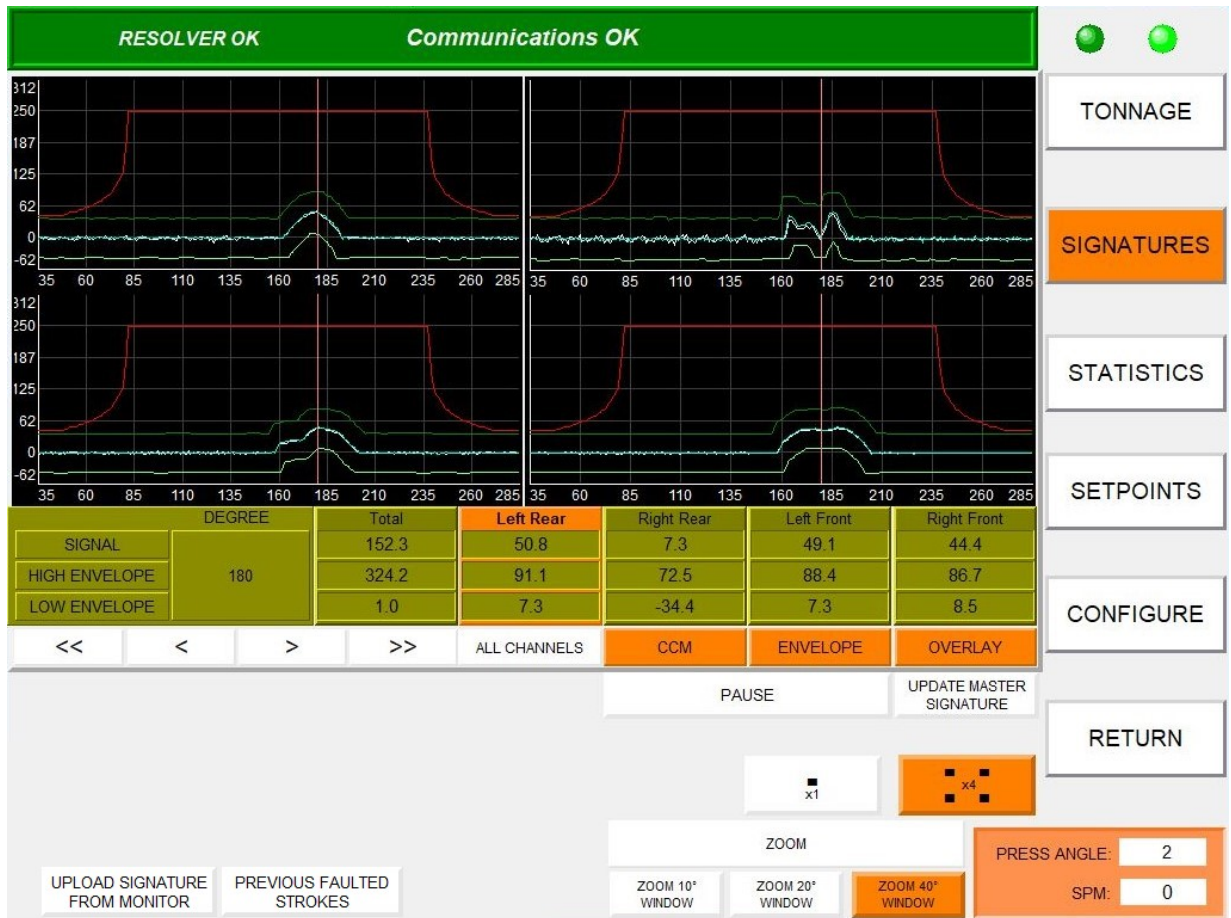 RESOLVER OK Communications OK
TONNAGE
SIGNATURES
STATISTICS
SETPOINTS
CONFIGURE
RETURN
312
250
187
125
62
0
-62
35 60 85 110 135 160 185 210 235 260 285
35 60 85 110 135 160 185 210 235 260 285
312
250
187
125
62
0
-62
35 60 85 110 135 160 185 210 235 260 285
35 60 85 110 135 160 185 210 235 260 285
DEGREE Total Left Rear Right Rear Left Front Right Front
SIGNAL 152.3 50.8 7.3 49.1 44.4
HIGH ENVELOPE 180 324.2 91.1 72.5 88.4 86.7
LOW ENVELOPE 1.0 7.3 -34.4 7.3 8.5
<< < > >> ALL CHANNELS CCM ENVELOPE OVERLAY
PAUSE
UPDATE MASTER
SIGNATURE
x1
x4
ZOOM
PRESS ANGLE: 2
SPM: 0
UPLOAD SIGNATURE
FROM MONITOR
PREVIOUS FAULTED
STROKES
ZOOM 10°
WINDOW
ZOOM 20°
WINDOW
ZOOM 40°
WINDOW